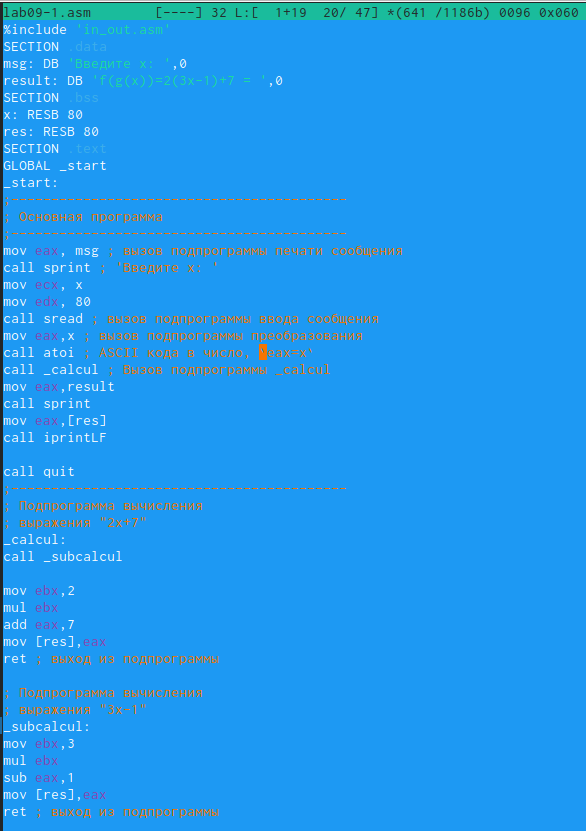 lab09-1.asm [----] 32 L:[ 1+19 20/ 47] *(641 /1186b) 0096 0x060
%include 'in_out.asm'
SECTION .data
msg: DB 'Введите x: ',0
result: DB 'f(g(x))=2(3x-1)+7 = ',0
SECTION .bss
x: RESB 80
res: RESB 80
SECTION .text
GLOBAL _start
_start:
;------------------------------------------
; Основная программа
;------------------------------------------
mov eax, msg ; вызов подпрограммы печати сообщения
call sprint ; 'Введите x: '
mov ecx, x
mov edx, 80
call sread ; вызов подпрограммы ввода сообщения
mov eax,x ; вызов подпрограммы преобразования
call atoi ; ASCII кода в число, `eax=x`
call _calcul ; Вызов подпрограммы _calcul
mov eax,result
call sprint
mov eax,[res]
call iprintLF
call quit
;------------------------------------------
; Подпрограмма вычисления
; выражения "2x+7"
_calcul:
call _subcalcul
mov ebx,2
mul ebx
add eax,7
mov [res],eax
ret ; выход из подпрограммы
; Подпрограмма вычисления
; выражения "3x-1"
_subcalcul:
mov ebx,3
mul ebx
sub eax,1
mov [res],eax
ret ; выход из подпрограммы